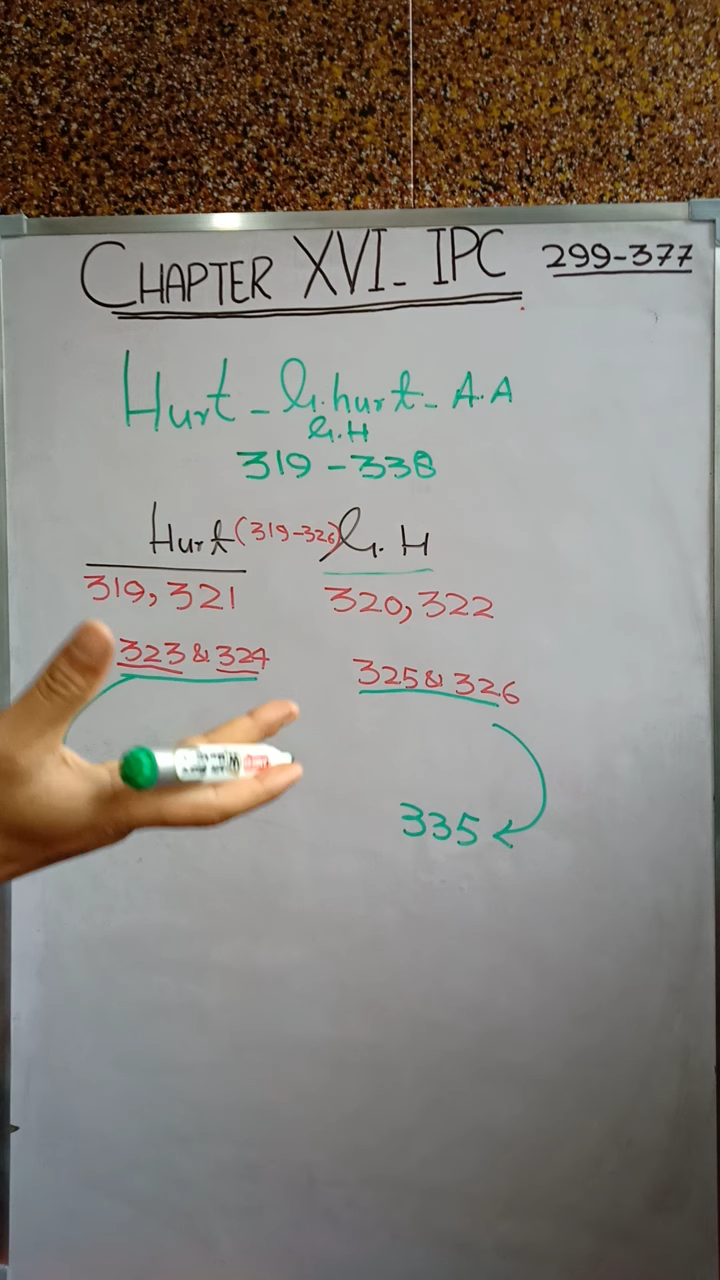 CHAPTER XVI- IPC 299-377
Hurt - G.hurt - A.A
G.H
319-338
Hurt (319-326) G.H
319, 321 320, 322
323 & 324 325 & 326
335